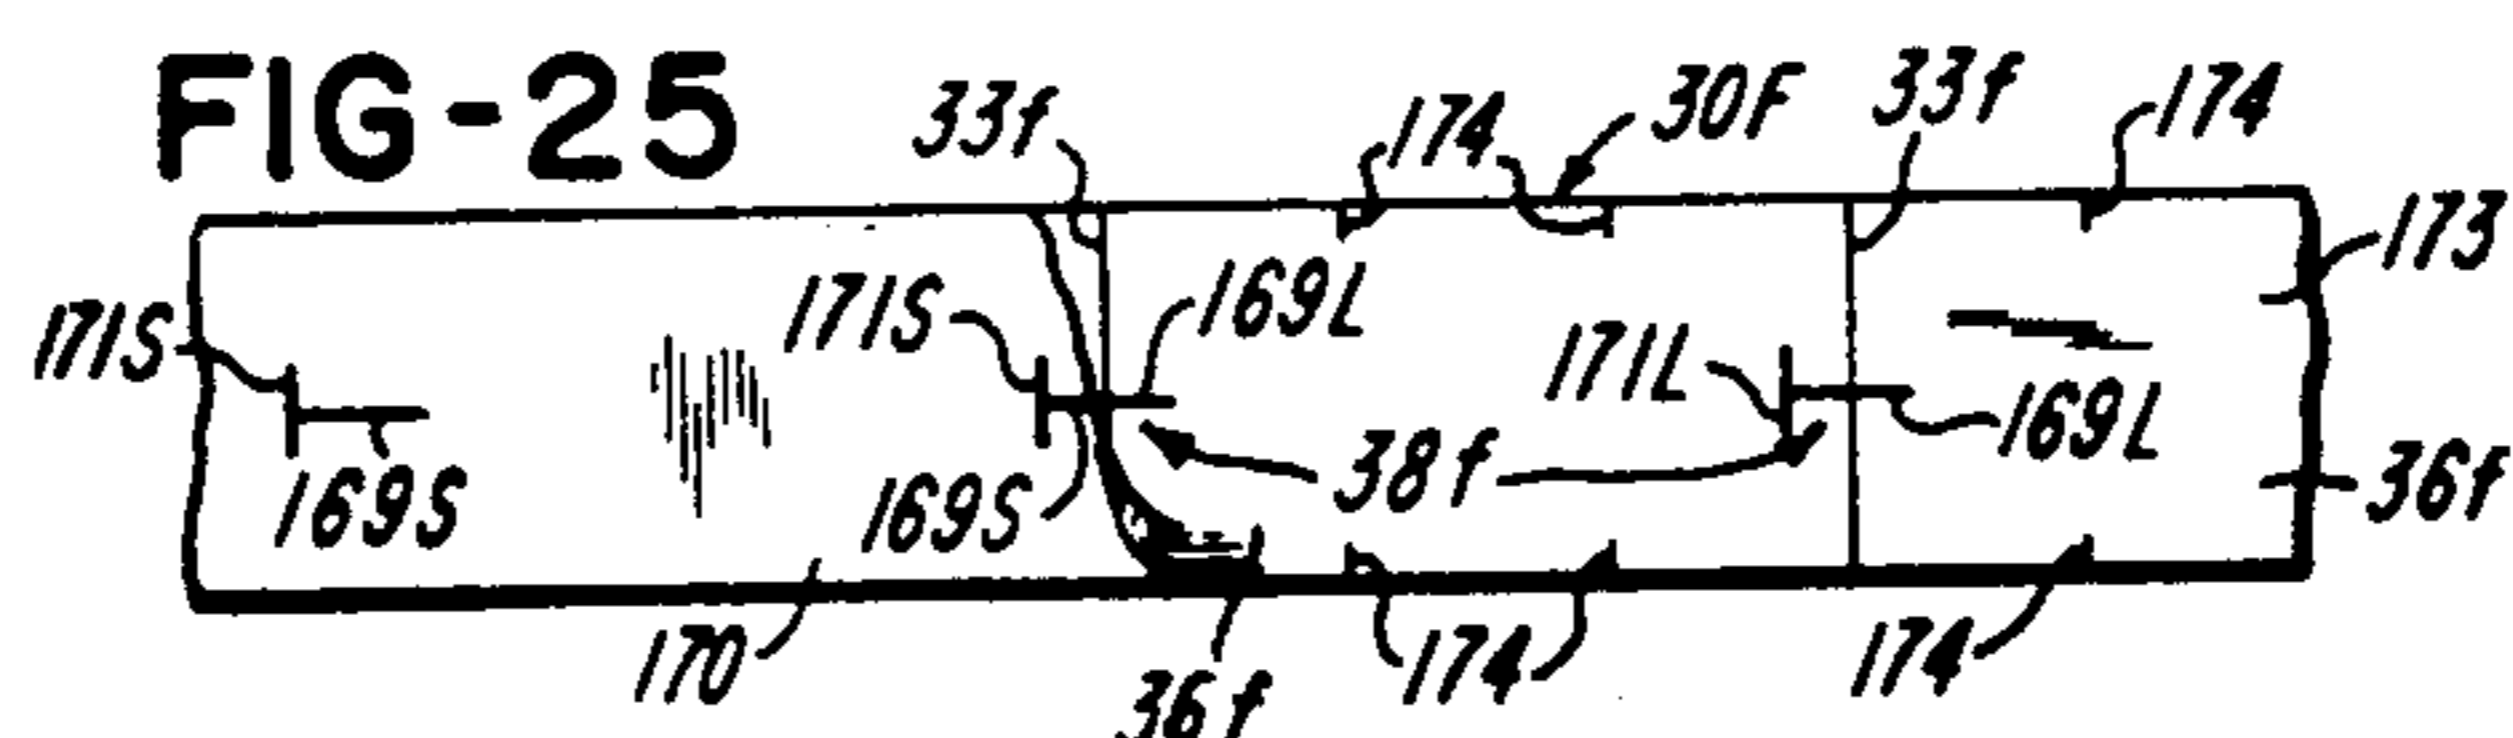 FIG-25
33f 174 30F 33f 174
173
171S 171S 169L 171L
169L
169S 169S 38f 36f
170 36f 174 174